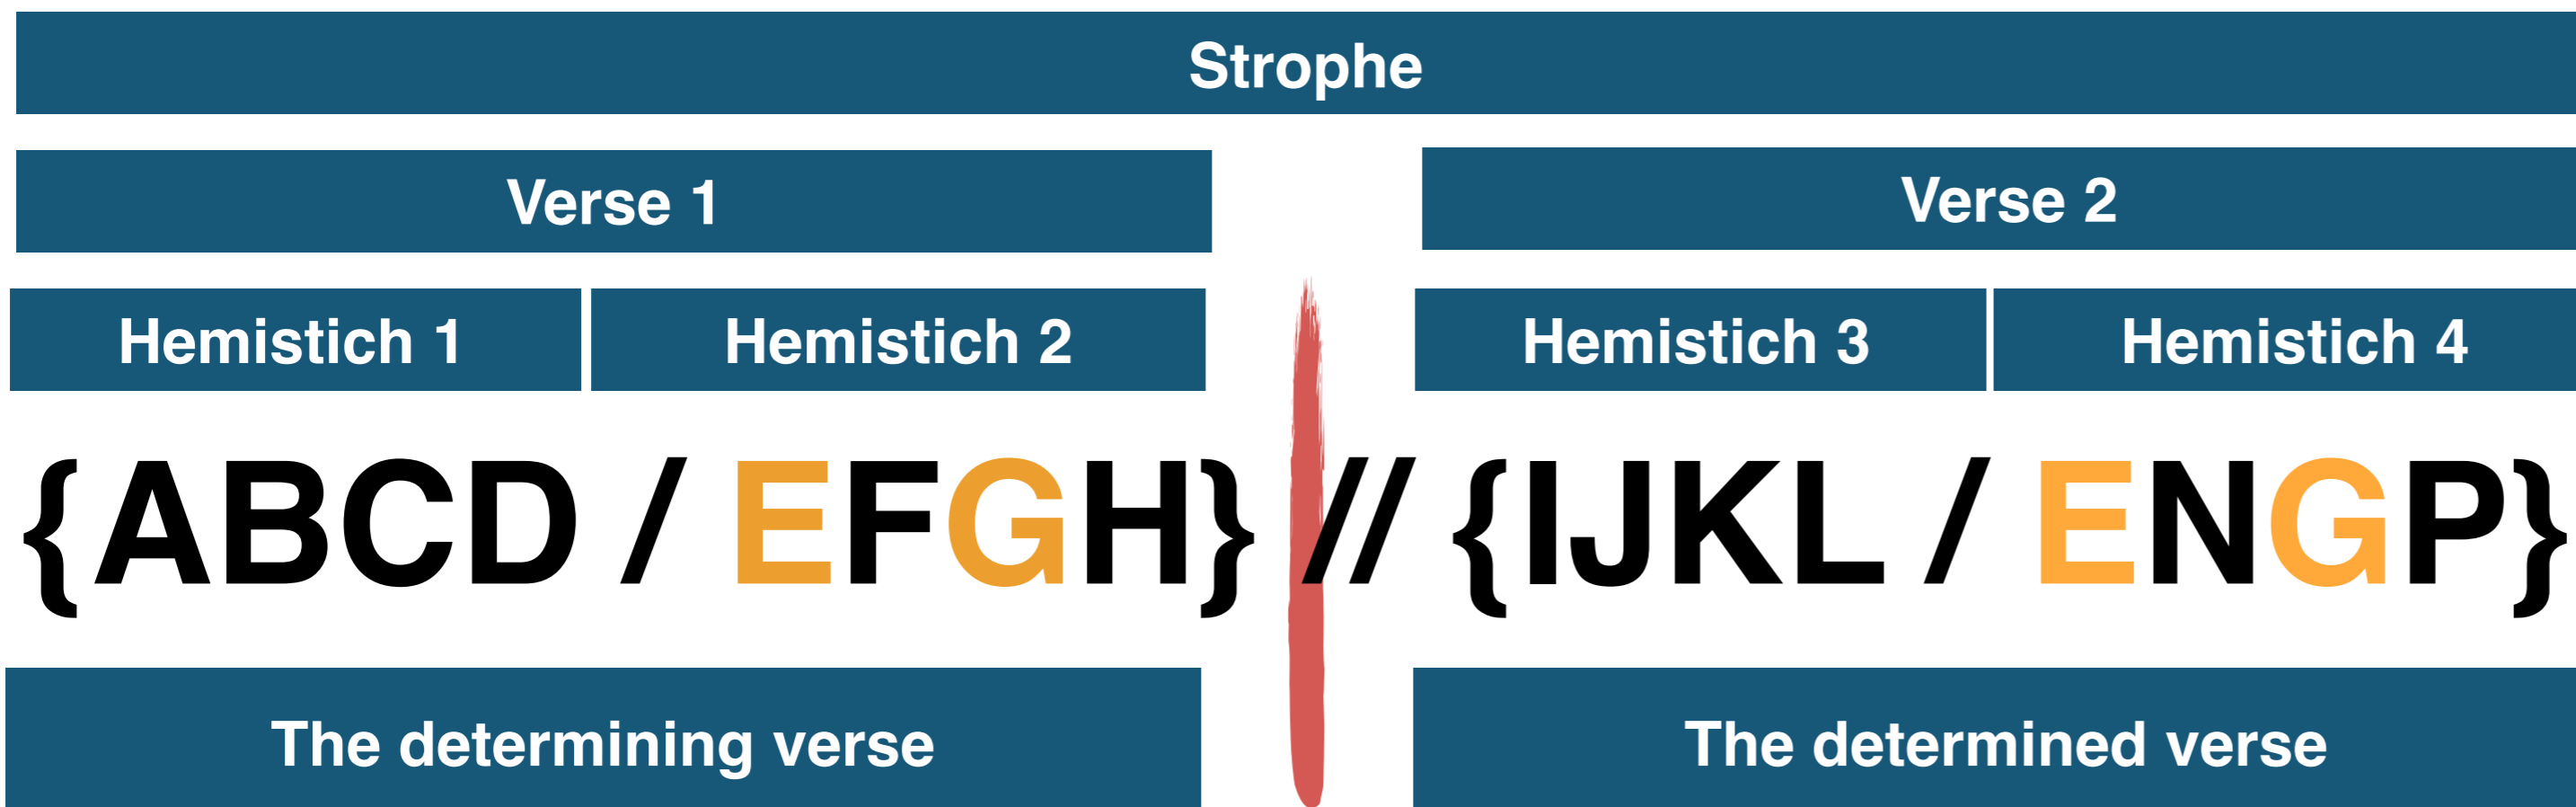 Strophe
Verse 1 Verse 2
Hemistich 1 Hemistich 2 Hemistich 3 Hemistich 4
{ABCD / EFGH} // {IJKL / ENGP}
The determining verse The determined verse